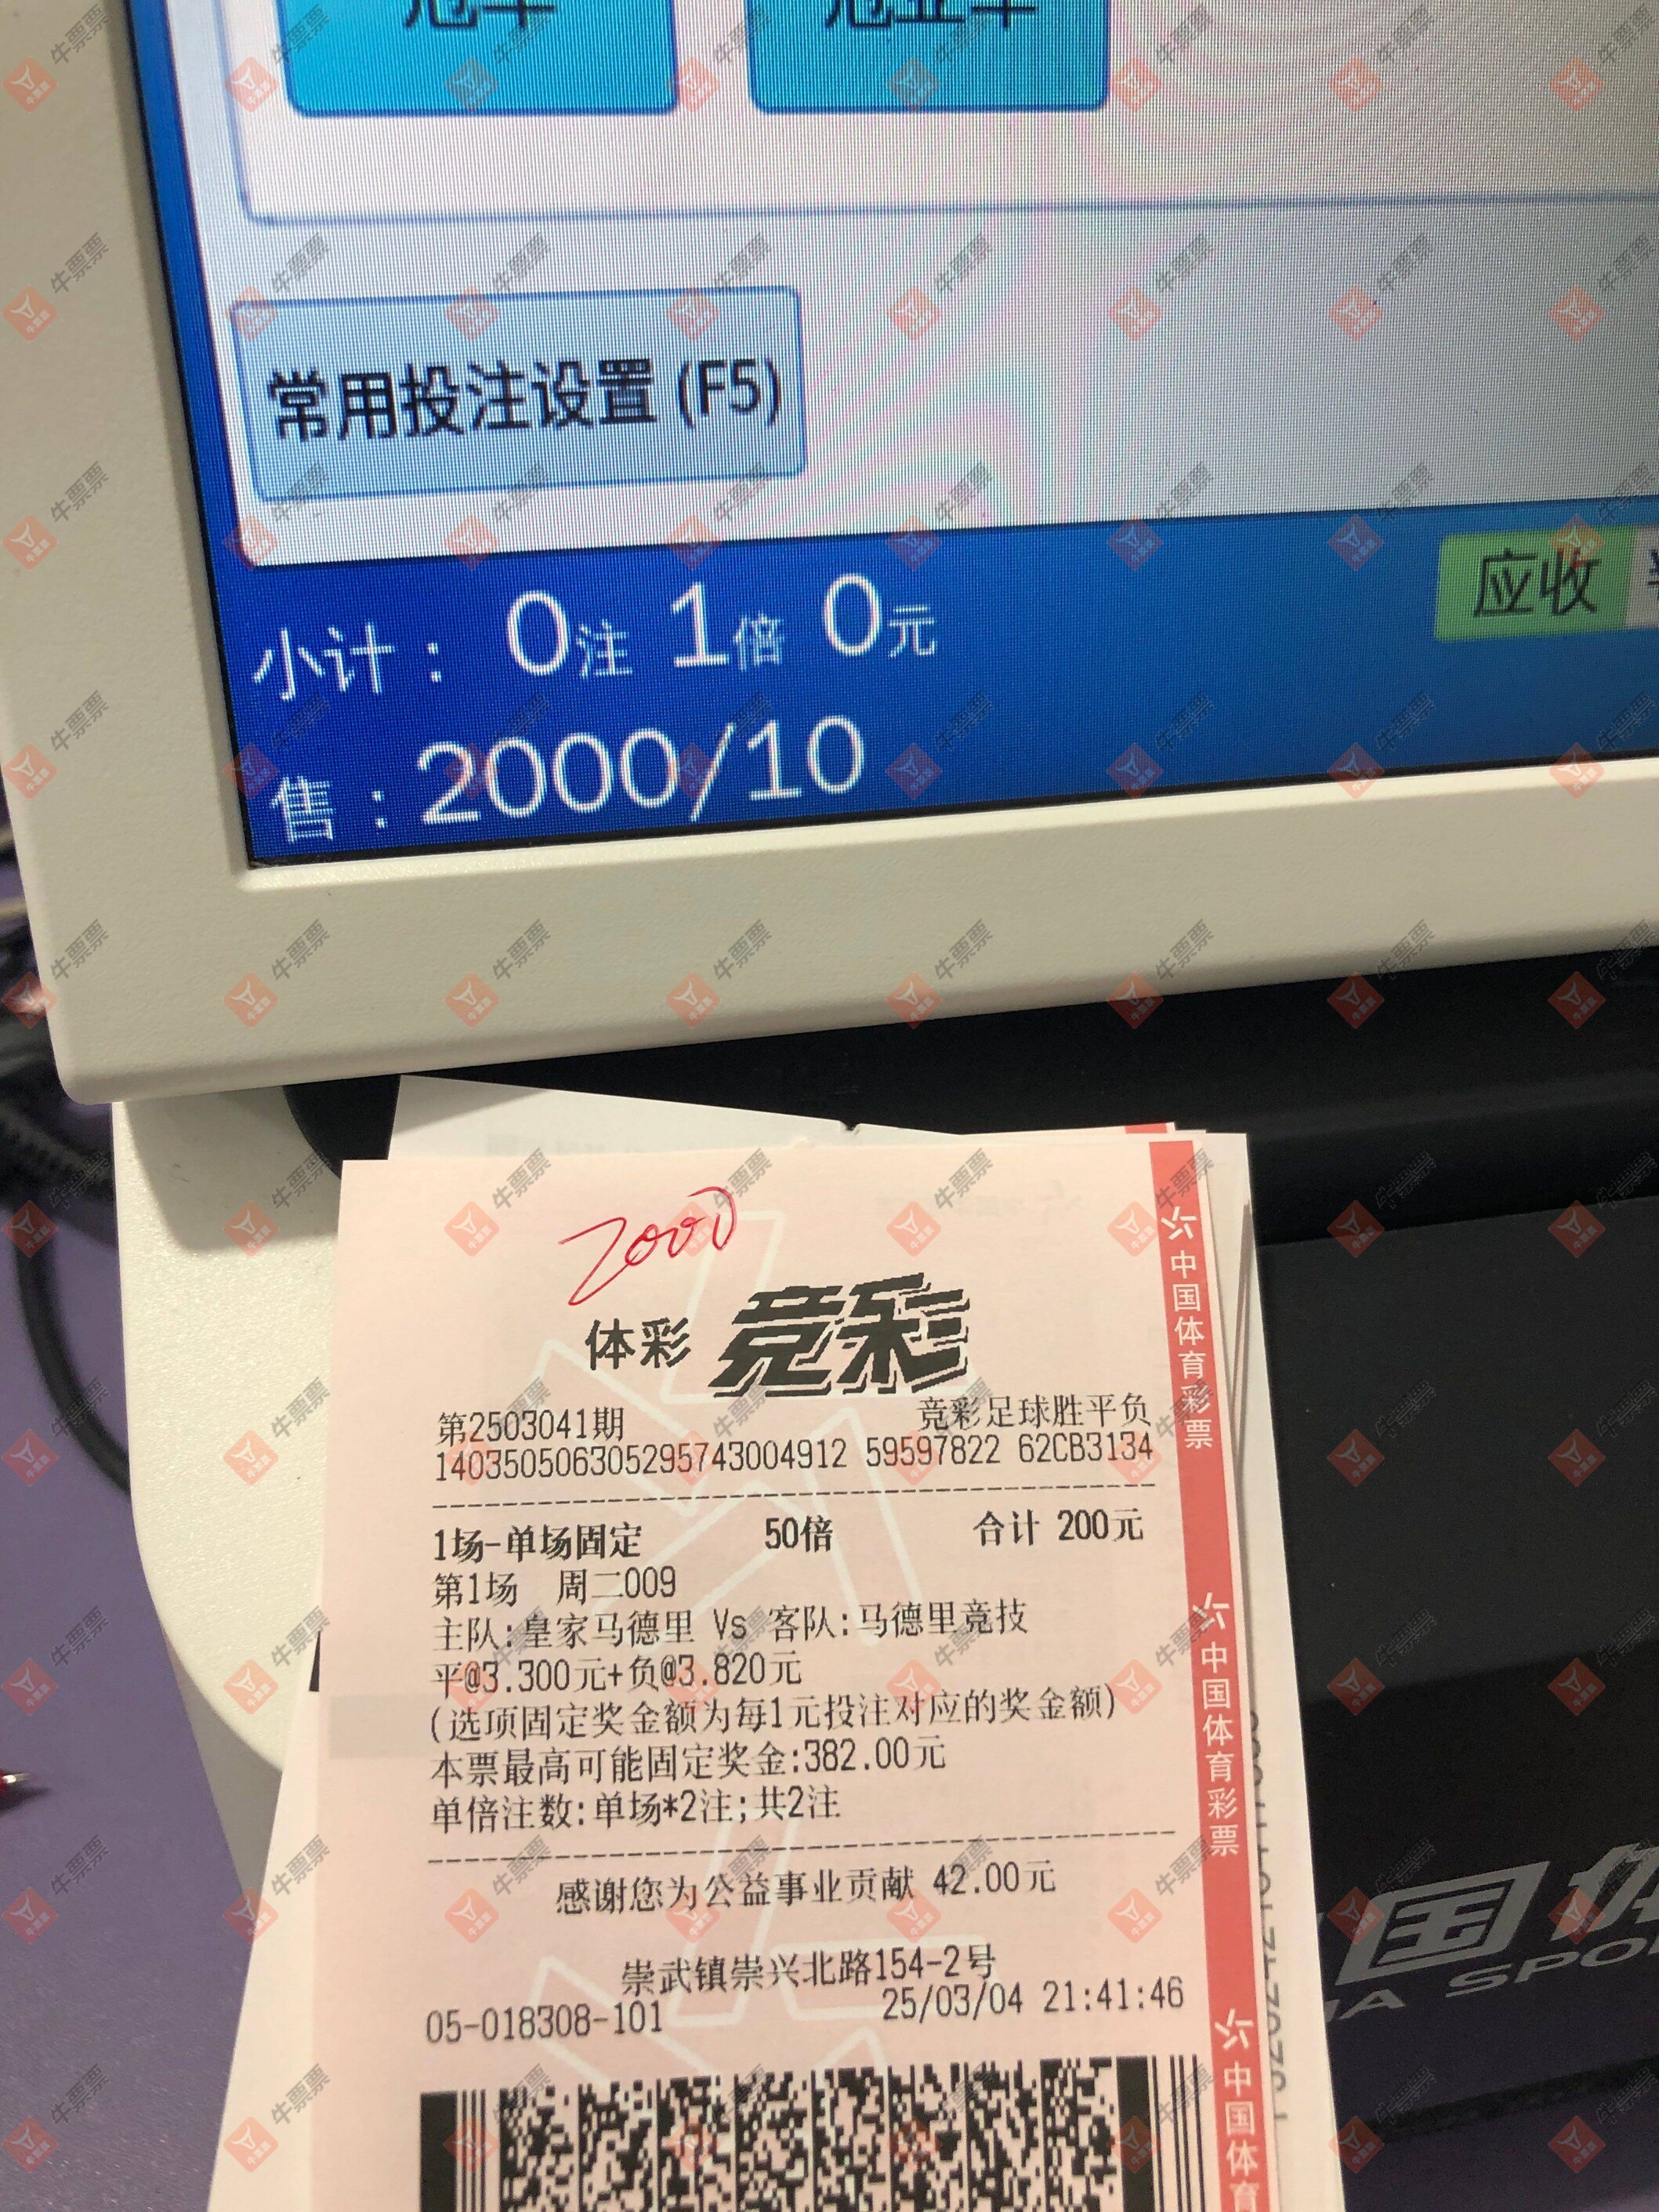 常用投注设置 (F5)
应收
小计： 0注 1倍 0元
售：2000/10
2000
体彩 竞彩
第2503041期 竞彩足球胜平负
140350506305295743004912 59597822 62CB3134
1场-单场固定 50倍 合计 200元
第1场 周二009
主队:皇家马德里 Vs 客队:马德里竞技
平@3.300元+负@3.820元
(选项固定奖金额为每1元投注对应的奖金额)
本票最高可能固定奖金:382.00元
单倍注数:单场*2注;共2注
感谢您为公益事业贡献 42.00元
崇武镇崇兴北路154-2号
05-018308-101 25/03/04 21:41:46
中国体育彩票
中国体育彩票
中国体育
国体
SPO
牛票票